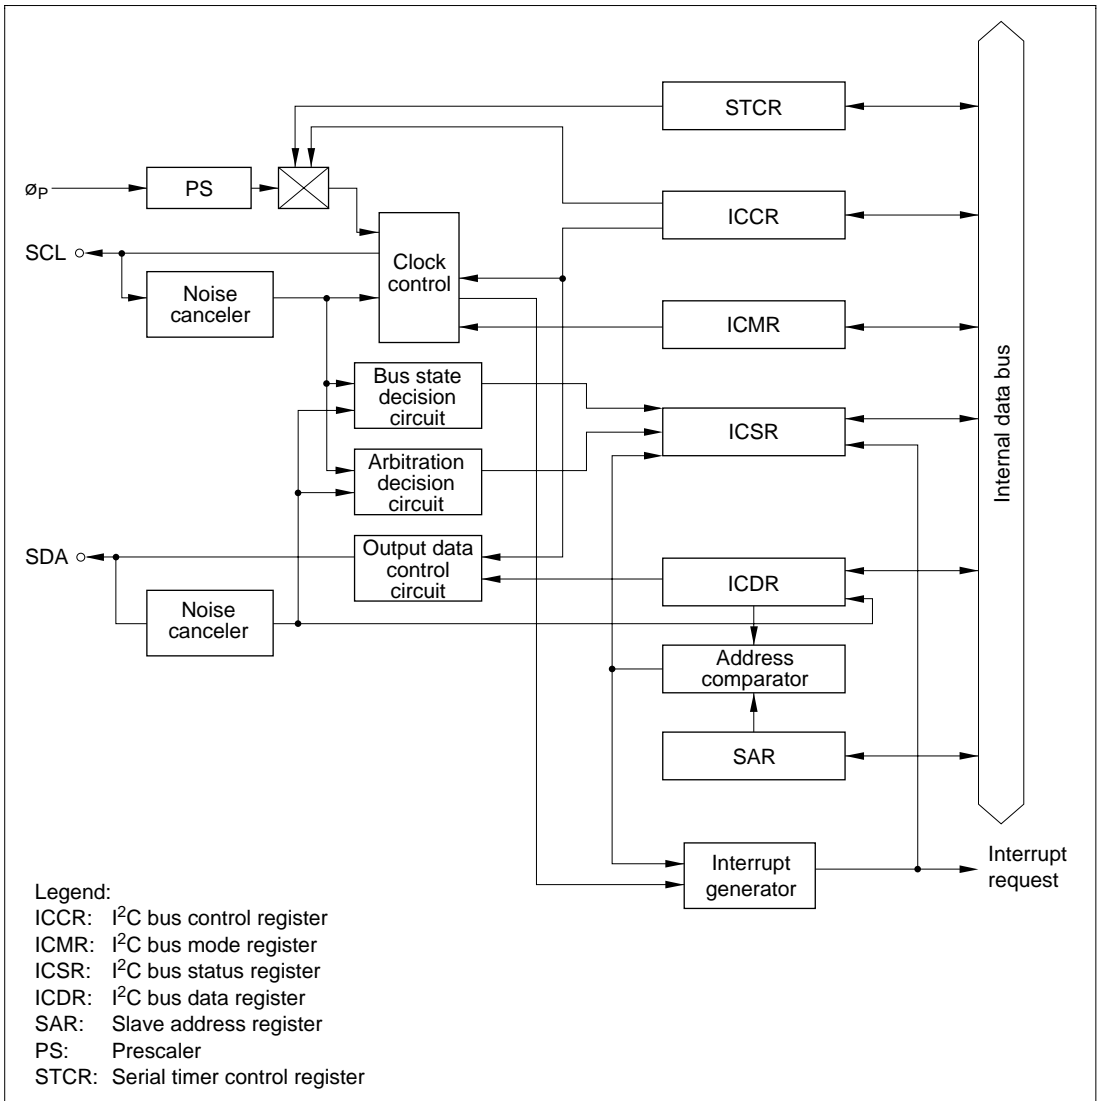 STCR
øP
PS
ICCR
SCL
Clock
control
Noise
canceler
ICMR
Bus state
decision
circuit
ICSR
Internal data bus
Arbitration
decision
circuit
SDA
Output data
control
circuit
ICDR
Noise
canceler
Address
comparator
SAR
Interrupt
generator
Interrupt
request
Legend:
ICCR: I²C bus control register
ICMR: I²C bus mode register
ICSR: I²C bus status register
ICDR: I²C bus data register
SAR: Slave address register
PS: Prescaler
STCR: Serial timer control register